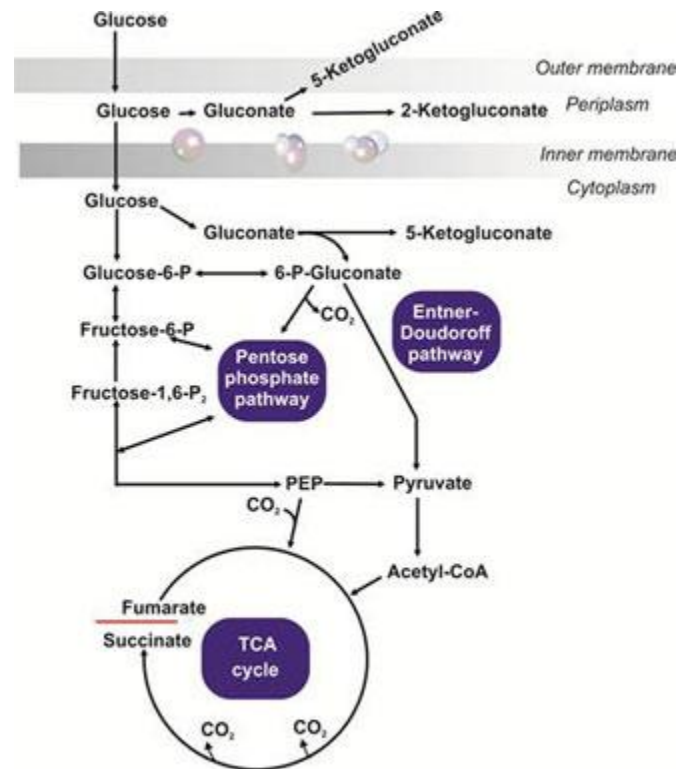 Glucose
5-Ketogluconate
Outer membrane
Glucose
Gluconate
2-Ketogluconate
Periplasm
Inner membrane
Cytoplasm
Glucose
Gluconate
5-Ketogluconate
Glucose-6-P
6-P-Gluconate
CO₂
Entner-
Doudoroff
pathway
Fructose-6-P
Pentose
phosphate
pathway
Fructose-1,6-P₂
PEP
Pyruvate
CO₂
Acetyl-CoA
Fumarate
Succinate
TCA
cycle
CO₂
CO₂